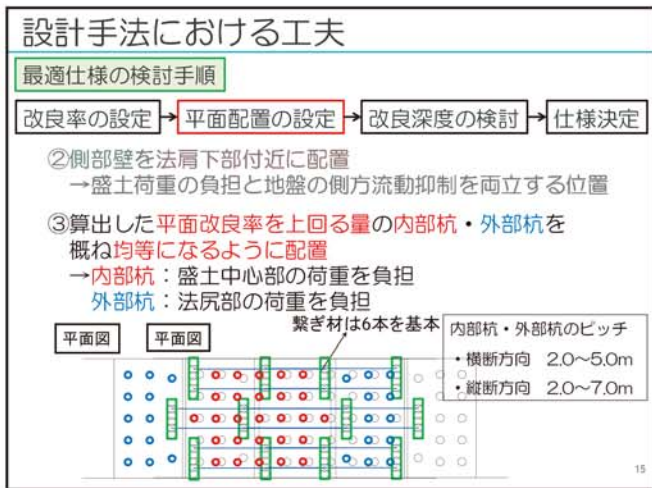 設計手法における工夫
最適仕様の検討手順
改良率の設定→平面配置の設定→改良深度の検討→仕様決定
②側部壁を法肩下部付近に配置
→盛土荷重の負担と地盤の側方流動抑制を両立する位置
③算出した平面改良率を上回る量の内部杭・外部杭を
概ね均等になるように配置
→内部杭：盛土中心部の荷重を負担
外部杭：法尻部の荷重を負担
繋ぎ材は6本を基本
平面図
平面図
内部杭・外部杭のピッチ
・横断方向 2.0～5.0m
・縦断方向 2.0～7.0m
15